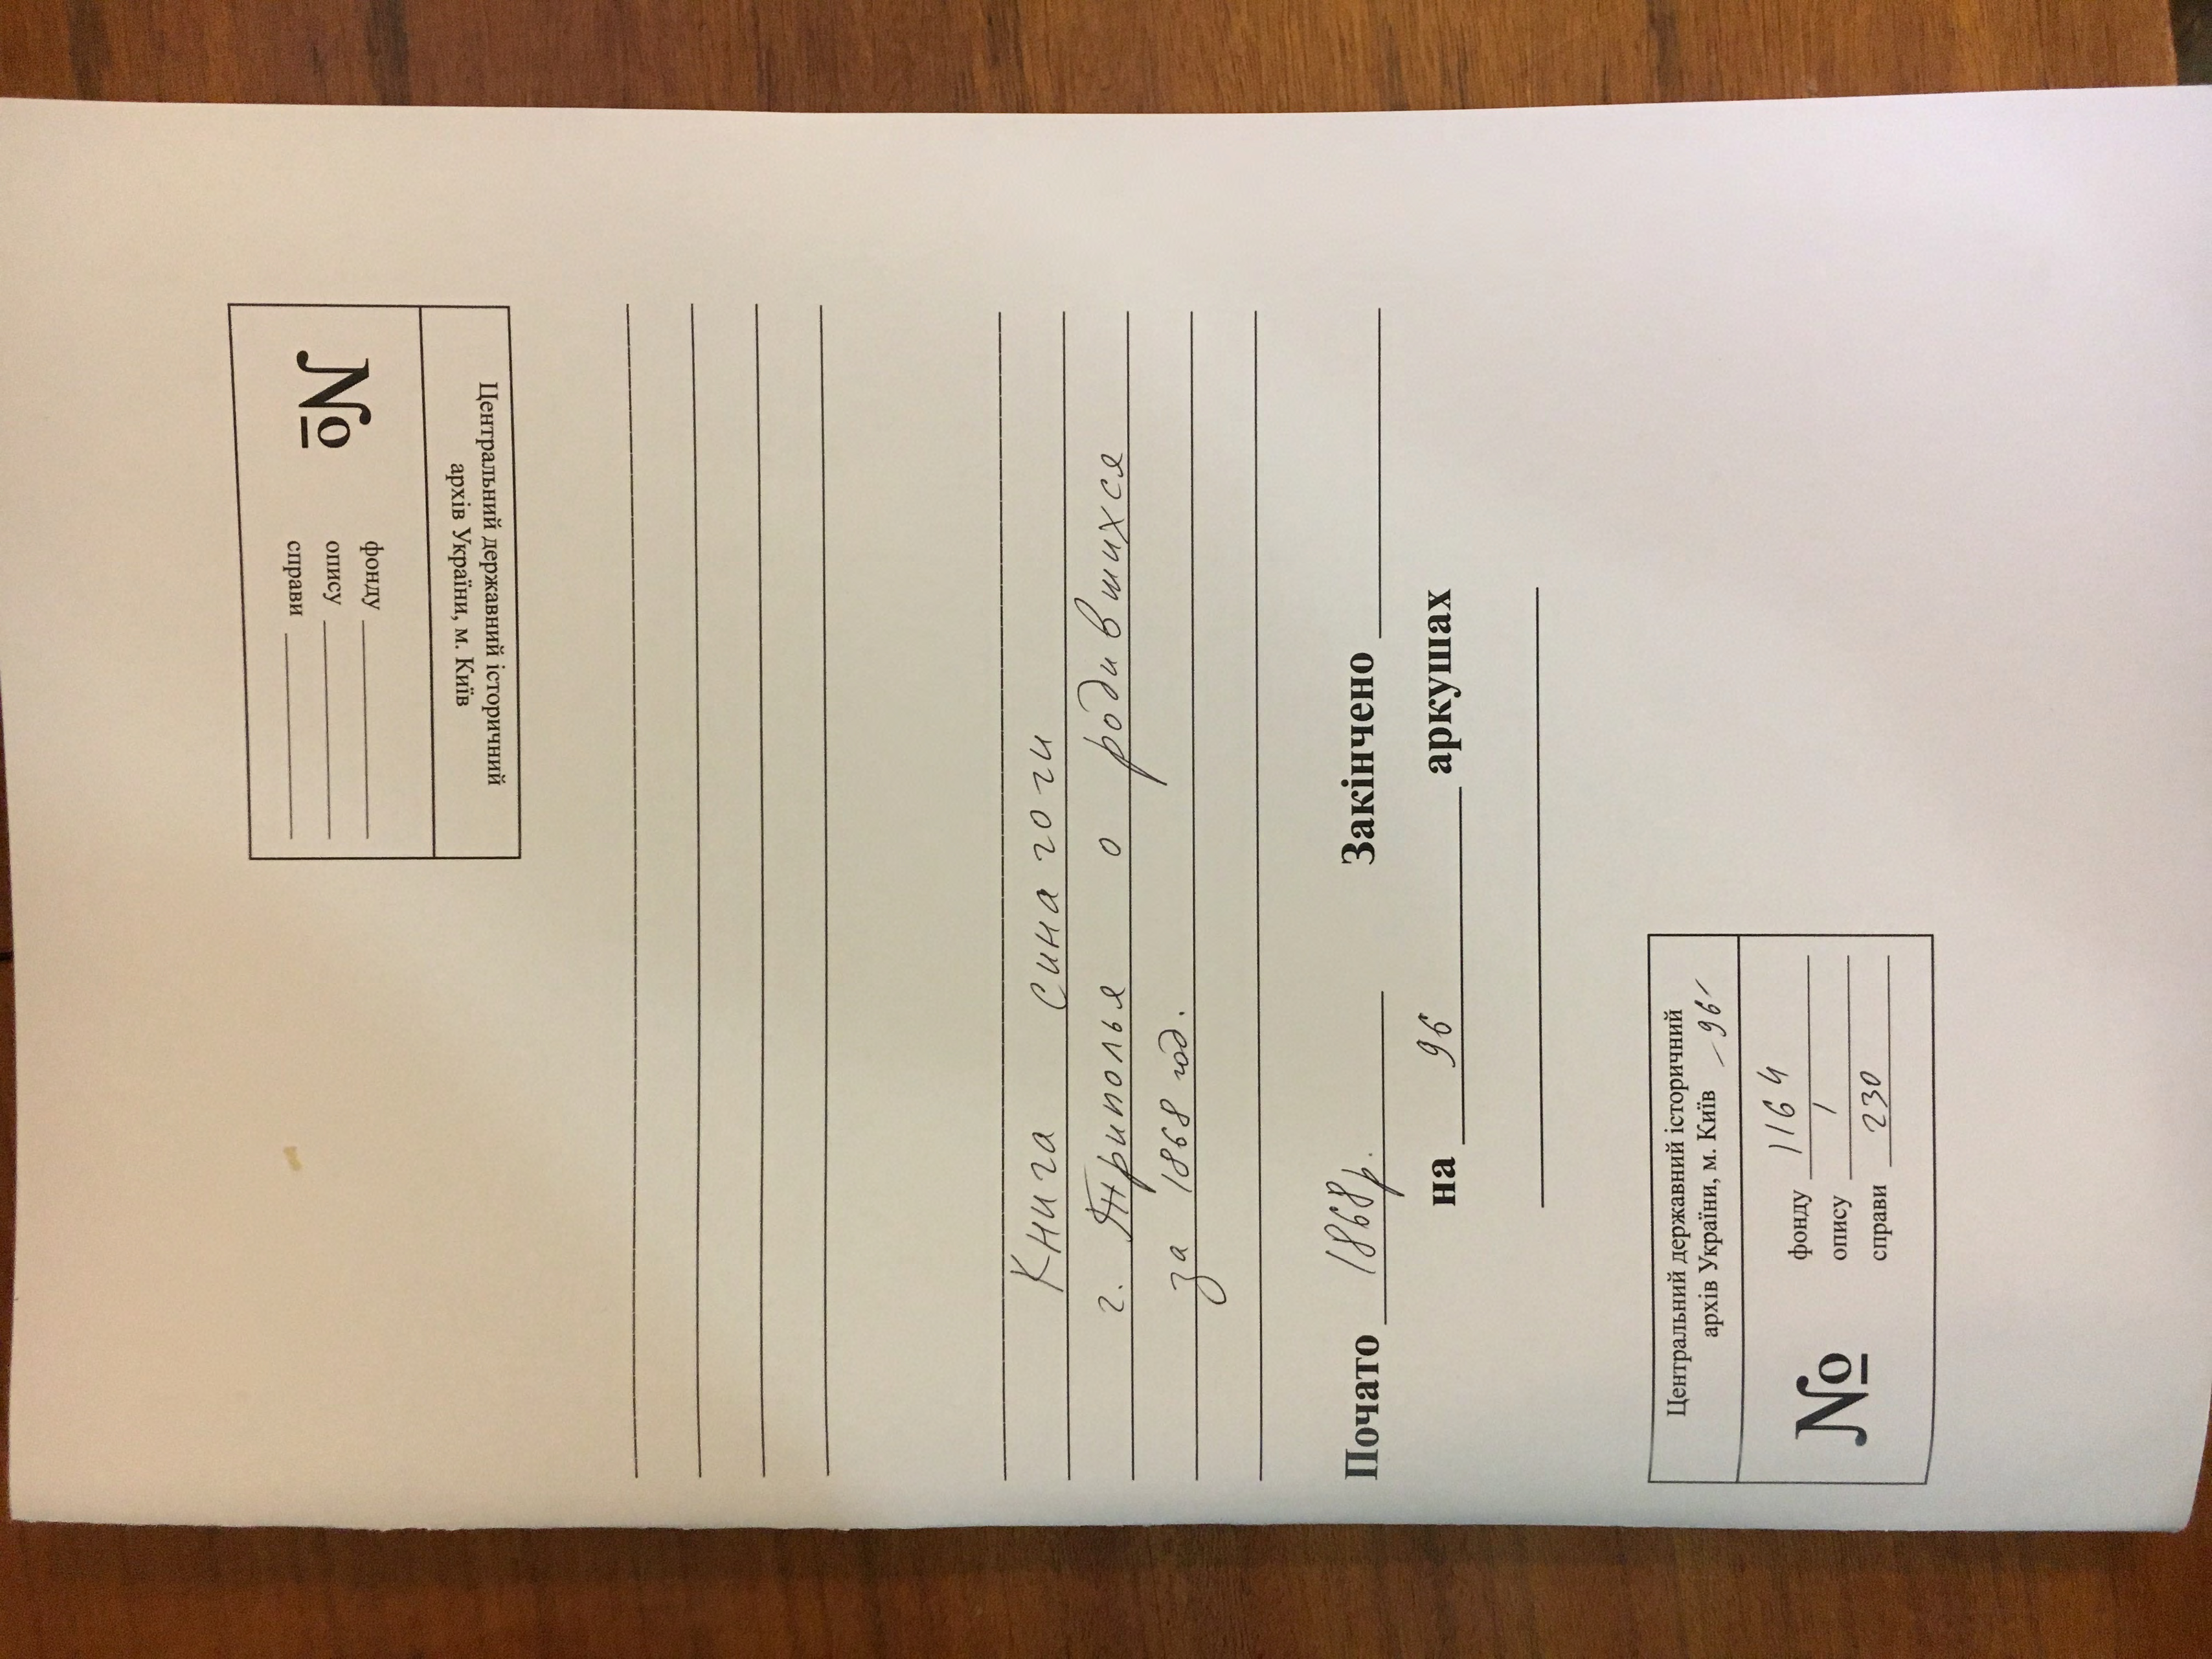 Центральний державний історичний
архів України, м. Київ
№
фонду
опису
справи
Книга Синагоги
г. Триполья о родившихся
за 1868 год.
Почато 1868р. Закінчено
на 96 аркушах
Центральний державний історичний
архів України, м. Київ - 96 -
№
фонду 1164
опису 1
справи 230